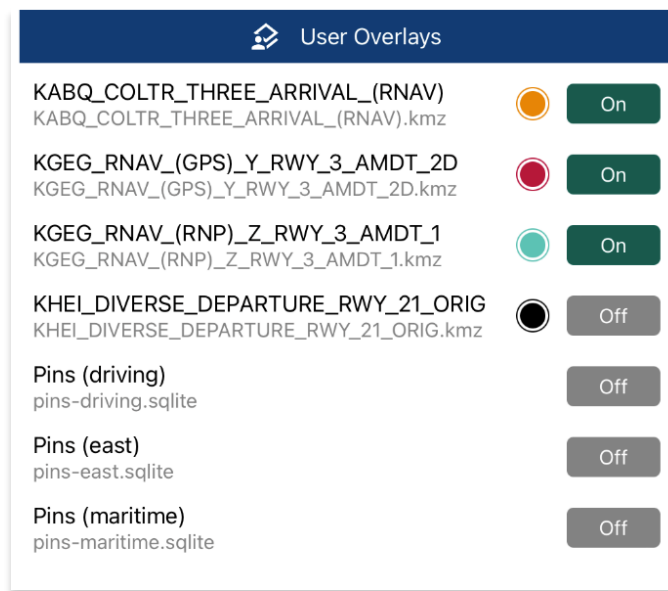 User Overlays
KABQ_COLTR_THREE_ARRIVAL_(RNAV)
KABQ_COLTR_THREE_ARRIVAL_(RNAV).kmz
On
KGEG_RNAV_(GPS)_Y_RWY_3_AMDT_2D
KGEG_RNAV_(GPS)_Y_RWY_3_AMDT_2D.kmz
On
KGEG_RNAV_(RNP)_Z_RWY_3_AMDT_1
KGEG_RNAV_(RNP)_Z_RWY_3_AMDT_1.kmz
On
KHEI_DIVERSE_DEPARTURE_RWY_21_ORIG
KHEI_DIVERSE_DEPARTURE_RWY_21_ORIG.kmz
Off
Pins (driving)
pins-driving.sqlite
Off
Pins (east)
pins-east.sqlite
Off
Pins (maritime)
pins-maritime.sqlite
Off